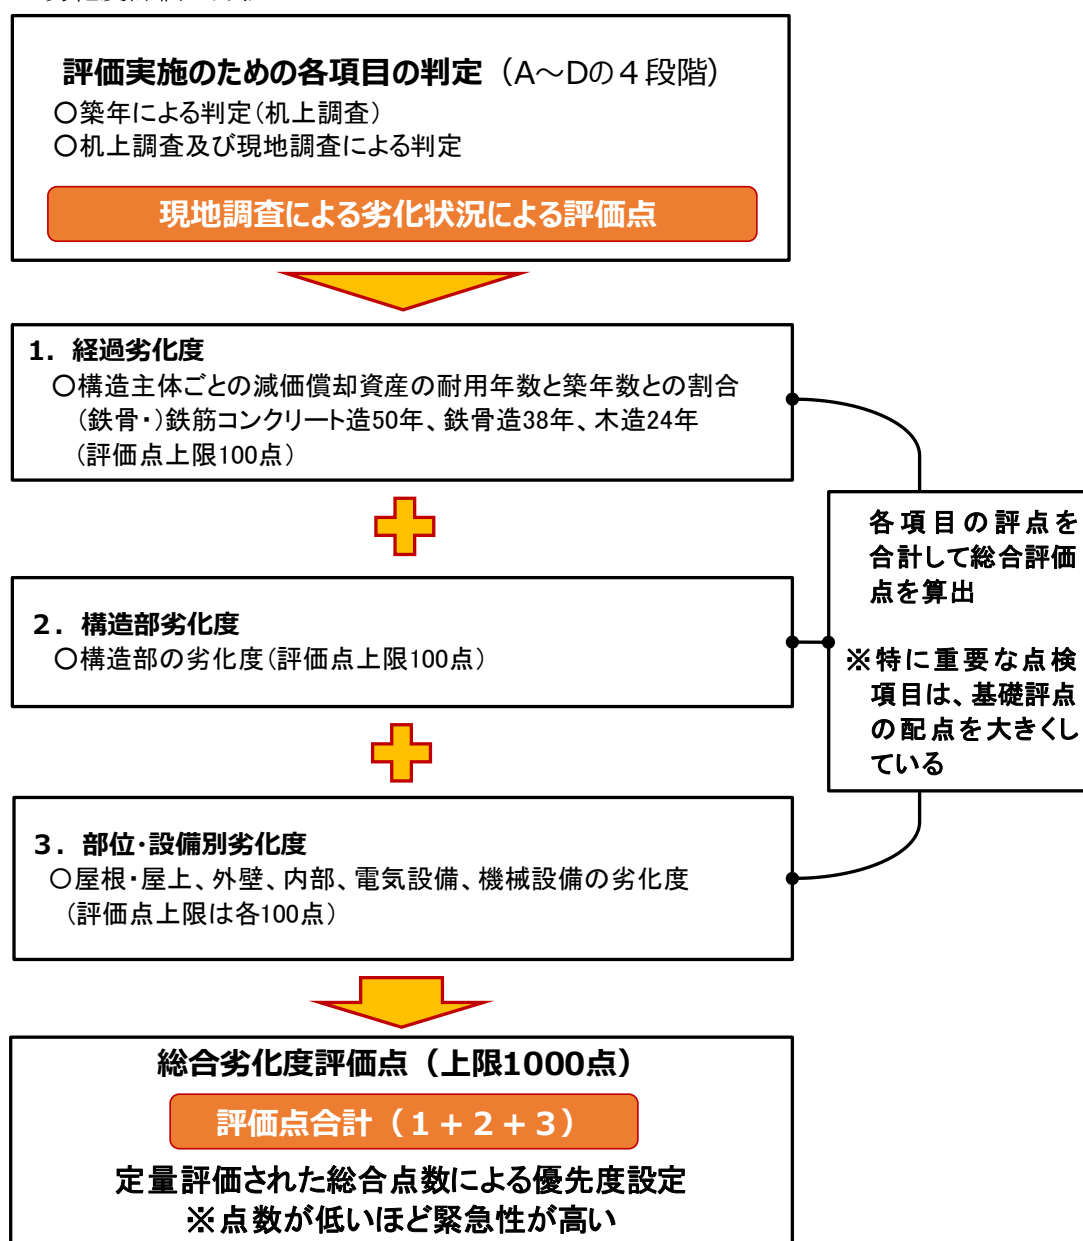 評価実施のための各項目の判定（A～Dの４段階）
〇築年による判定（机上調査）
〇机上調査及び現地調査による判定
現地調査による劣化状況による評価点
1．経過劣化度
〇構造主体ごとの減価償却資産の耐用年数と築年数との割合
（鉄骨・）鉄筋コンクリート造50年、鉄骨造38年、木造24年
（評価点上限100点）
２．構造部劣化度
〇構造部の劣化度（評価点上限100点）
３．部位・設備別劣化度
〇屋根・屋上、外壁、内部、電気設備、機械設備の劣化度
（評価点上限は各100点）
各項目の評点を
合計して総合評価
点を算出
※特に重要な点検
項目は、基礎評点
の配点を大きくし
ている
総合劣化度評価点（上限1000点）
評価点合計（１＋２＋３）
定量評価された総合点数による優先度設定
※点数が低いほど緊急性が高い